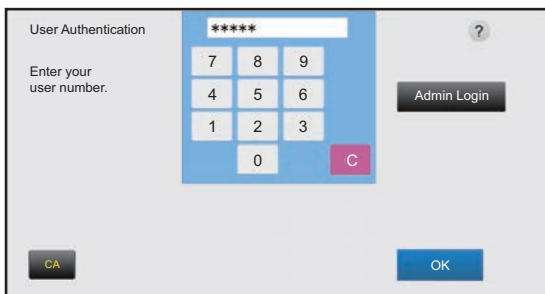 User Authentication
*****
?
Enter your
user number.
7 8 9
4 5 6
1 2 3
0 C
Admin Login
CA
OK